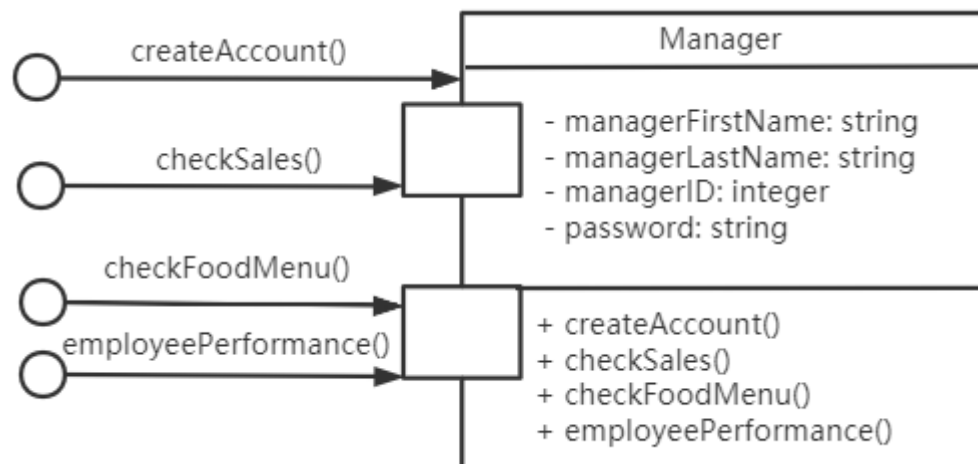 createAccount()
checkSales()
checkFoodMenu()
employeePerformance()
Manager
- managerFirstName: string
- managerLastName: string
- managerID: integer
- password: string
+ createAccount()
+ checkSales()
+ checkFoodMenu()
+ employeePerformance()